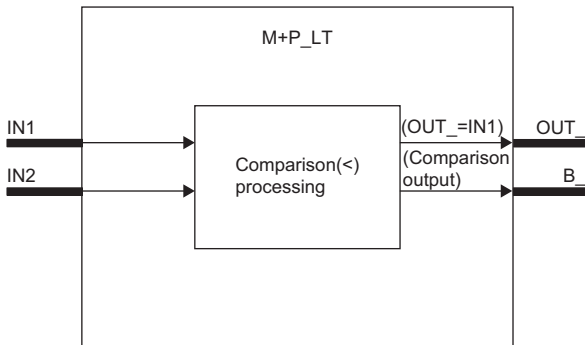 M+P_LT
IN1
(OUT_=IN1)
OUT_
IN2
Comparison(<)
processing
(Comparison
output)
B_